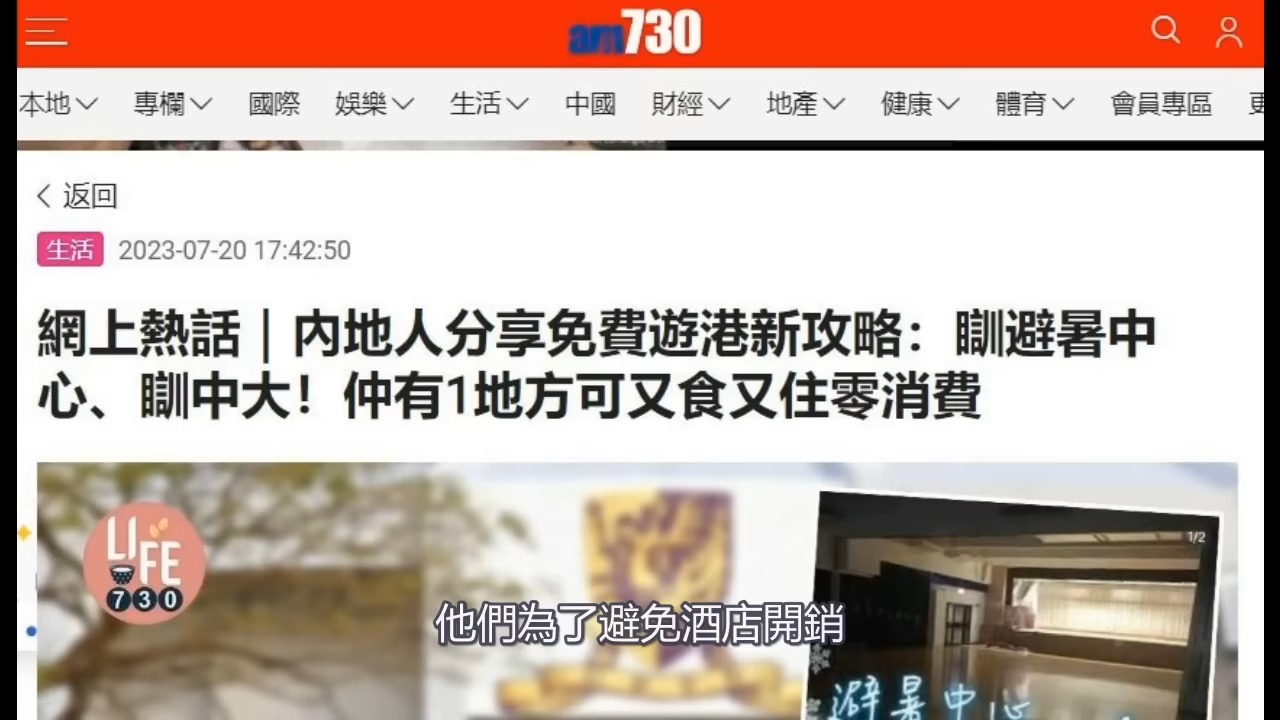 am730
本地 專欄 國際 娛樂 生活 中國 財經 地產 健康 體育 會員專區
返回
生活 2023-07-20 17:42:50
網上熱話｜內地人分享免費遊港新攻略：瞓避暑中
心、瞓中大！仲有1地方可又食又住零消費
LIFE
730
1/2
他們為了避免酒店開銷
避暑中心